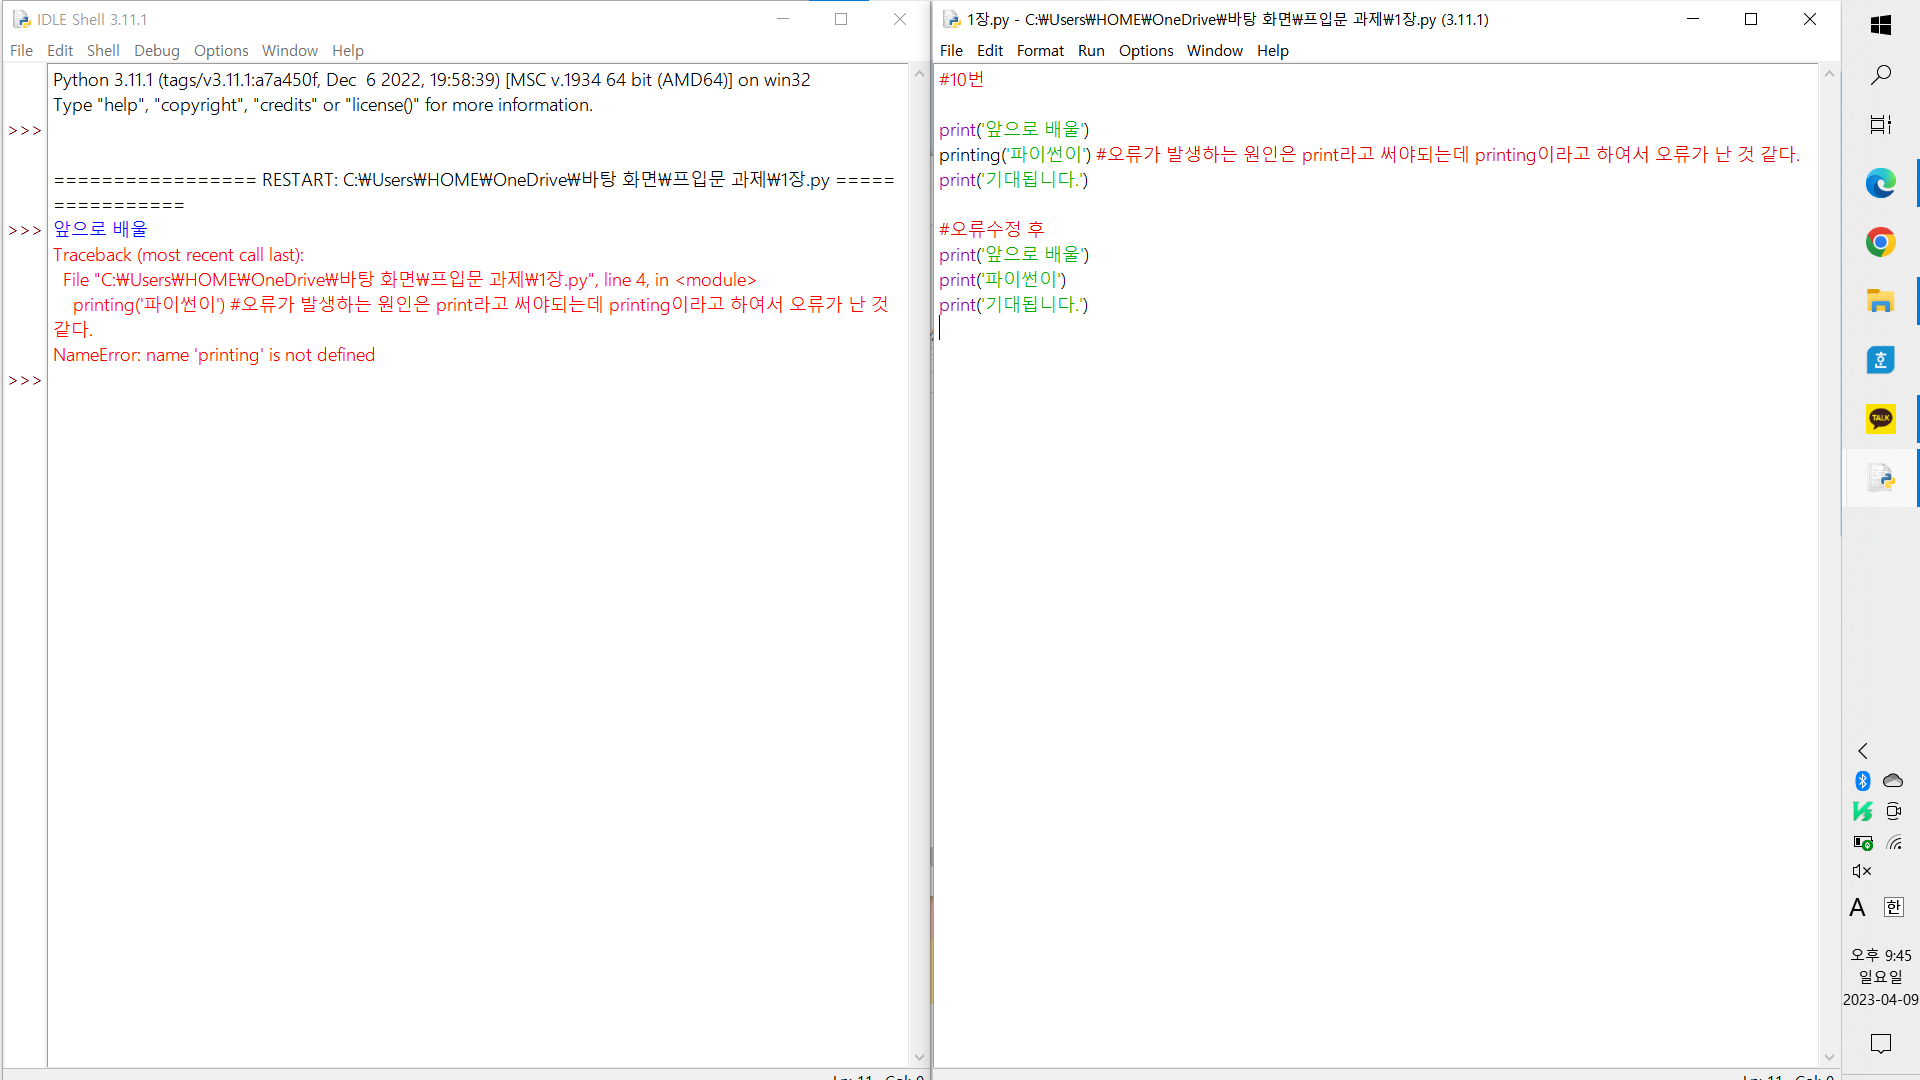 IDLE Shell 3.11.1
File Edit Shell Debug Options Window Help
Python 3.11.1 (tags/v3.11.1:a7a450f, Dec  6 2022, 19:58:39) [MSC v.1934 64 bit (AMD64)] on win32
Type "help", "copyright", "credits" or "license()" for more information.
>>>
================= RESTART: C:₩Users₩HOME₩OneDrive₩바탕 화면₩프입문 과제₩1장.py =====
===========
>>> 앞으로 배울
Traceback (most recent call last):
  File "C:₩Users₩HOME₩OneDrive₩바탕 화면₩프입문 과제₩1장.py", line 4, in <module>
    printing('파이썬이') #오류가 발생하는 원인은 print라고 써야되는데 printing이라고 하여서 오류가 난 것
같다.
NameError: name 'printing' is not defined
>>>
1장.py - C:₩Users₩HOME₩OneDrive₩바탕 화면₩프입문 과제₩1장.py (3.11.1)
File Edit Format Run Options Window Help
#10번
print('앞으로 배울')
printing('파이썬이') #오류가 발생하는 원인은 print라고 써야되는데 printing이라고 하여서 오류가 난 것 같다.
print('기대됩니다.')
#오류수정 후
print('앞으로 배울')
print('파이썬이')
print('기대됩니다.')
TALK
A 한
오후 9:45
일요일
2023-04-09